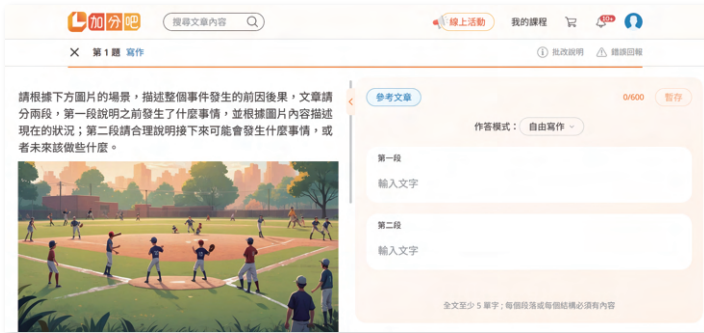 加分吧
搜尋文章內容
線上活動
我的課程
10+
第 1 題 寫作
批改說明
錯誤回報
請根據下方圖片的場景，描述整個事件發生的前因後果，文章請
分兩段，第一段說明之前發生了什麼事情，並根據圖片內容描述
現在的狀況；第二段請合理說明接下來可能會發生什麼事情，或
者未來該做些什麼。
參考文章
0/600
暫存
作答模式：
自由寫作
第一段
輸入文字
第二段
輸入文字
全文至少 5 單字；每個段落或每個結構必須有內容